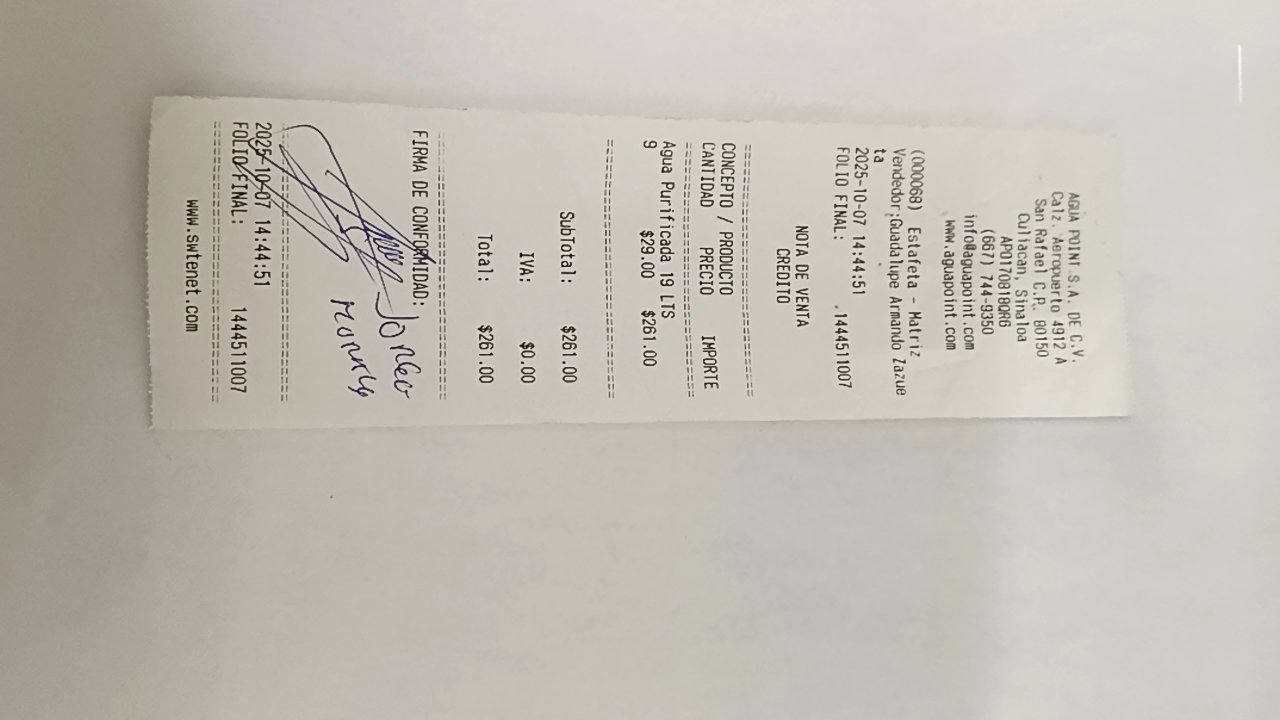 AGUA POINT S.A. DE C.V.
Calz. Aeropuerto 4912 A
San Rafael C.P. 80150
Culiacan, Sinaloa
APO170818QR6
(667) 744-9350
info@aguapoint.com
www.aguapoint.com
(000068) Estafeta - Matriz
Vendedor:Guadalupe Armando Zazue
ta
2025-10-07 14:44:51
FOLIO FINAL: .1444511007
NOTA DE VENTA
CREDITO
==============================
CONCEPTO / PRODUCTO
CANTIDAD PRECIO IMPORTE
==============================
Agua Purificada 19 LTS
9 $29.00 $261.00
==============================
SubTotal: $261.00
IVA: $0.00
Total: $261.00
==============================
FIRMA DE CONFORMIDAD:
Jorge
==============================
2025-10-07 14:44:51
FOLIO FINAL: 1444511007
==============================
www.swtenet.com